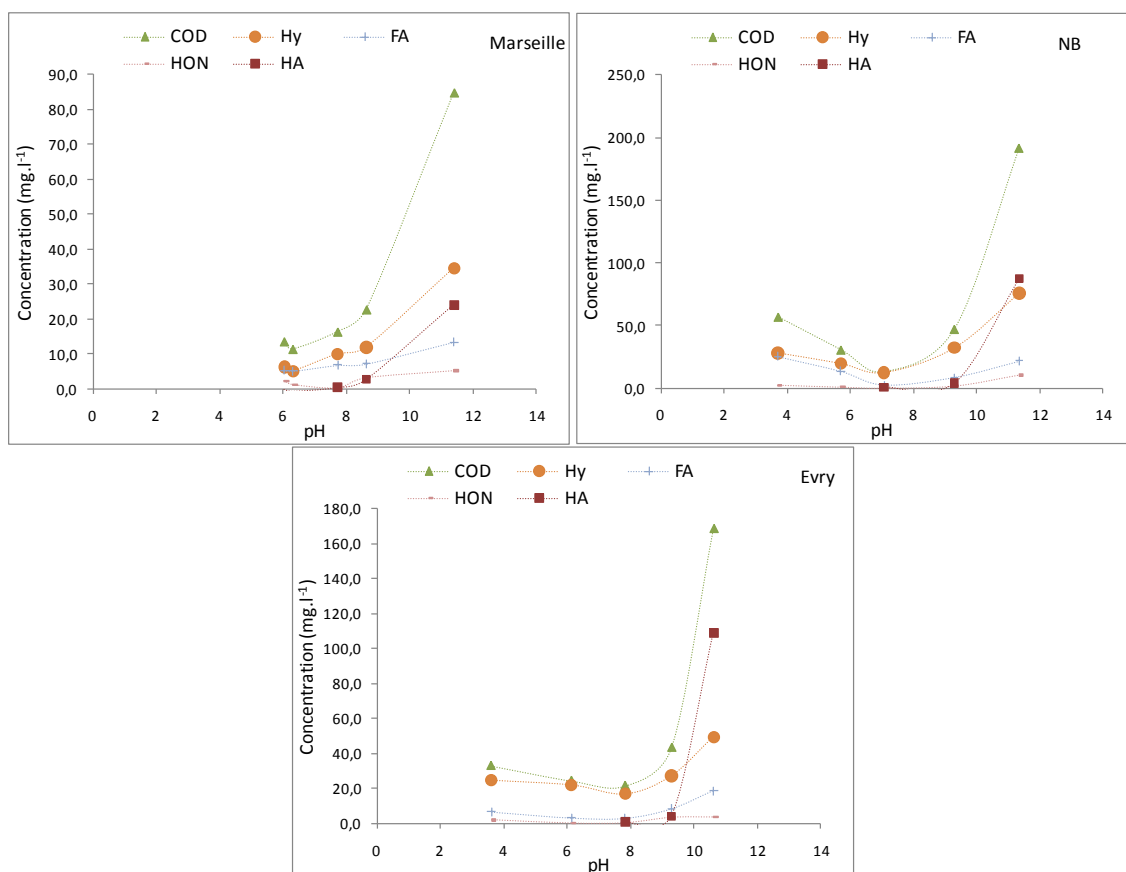 COD Hy FA Marseille
HON HA
90,0
80,0
70,0
60,0
50,0
40,0
30,0
20,0
10,0
0,0
0 2 4 6 8 10 12 14
pH
Concentration (mg.l⁻¹)
COD Hy FA NB
HON HA
250,0
200,0
150,0
100,0
50,0
0,0
0 2 4 6 8 10 12 14
pH
Concentration (mg.l⁻¹)
COD Hy FA Evry
HON HA
180,0
160,0
140,0
120,0
100,0
80,0
60,0
40,0
20,0
0,0
0 2 4 6 8 10 12 14
pH
Concentration (mg.l⁻¹)